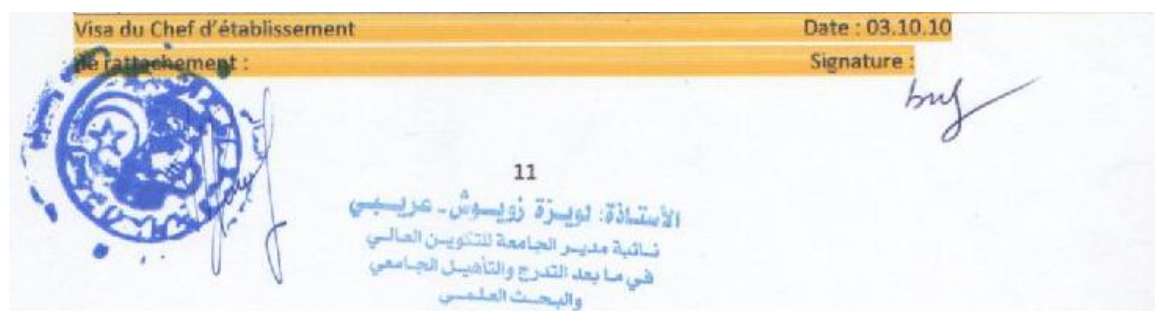 Visa du Chef d'établissement Date : 03.10.10
de rattachement : Signature :
11
الأستاذة: لويزة زويوش - عريبي
نائبة مدير الجامعة للتكوين العالي
في ما بعد التدرج والتأهيل الجامعي
والبحث العلمي